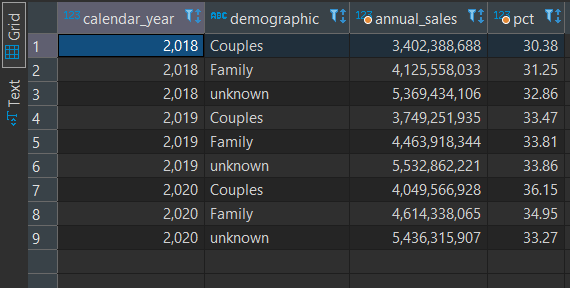 Grid
Text
123 calendar_year ABC demographic 123 annual_sales 123 pct
1 2,018 Couples 3,402,388,688 30.38
2 2,018 Family 4,125,558,033 31.25
3 2,018 unknown 5,369,434,106 32.86
4 2,019 Couples 3,749,251,935 33.47
5 2,019 Family 4,463,918,344 33.81
6 2,019 unknown 5,532,862,221 33.86
7 2,020 Couples 4,049,566,928 36.15
8 2,020 Family 4,614,338,065 34.95
9 2,020 unknown 5,436,315,907 33.27